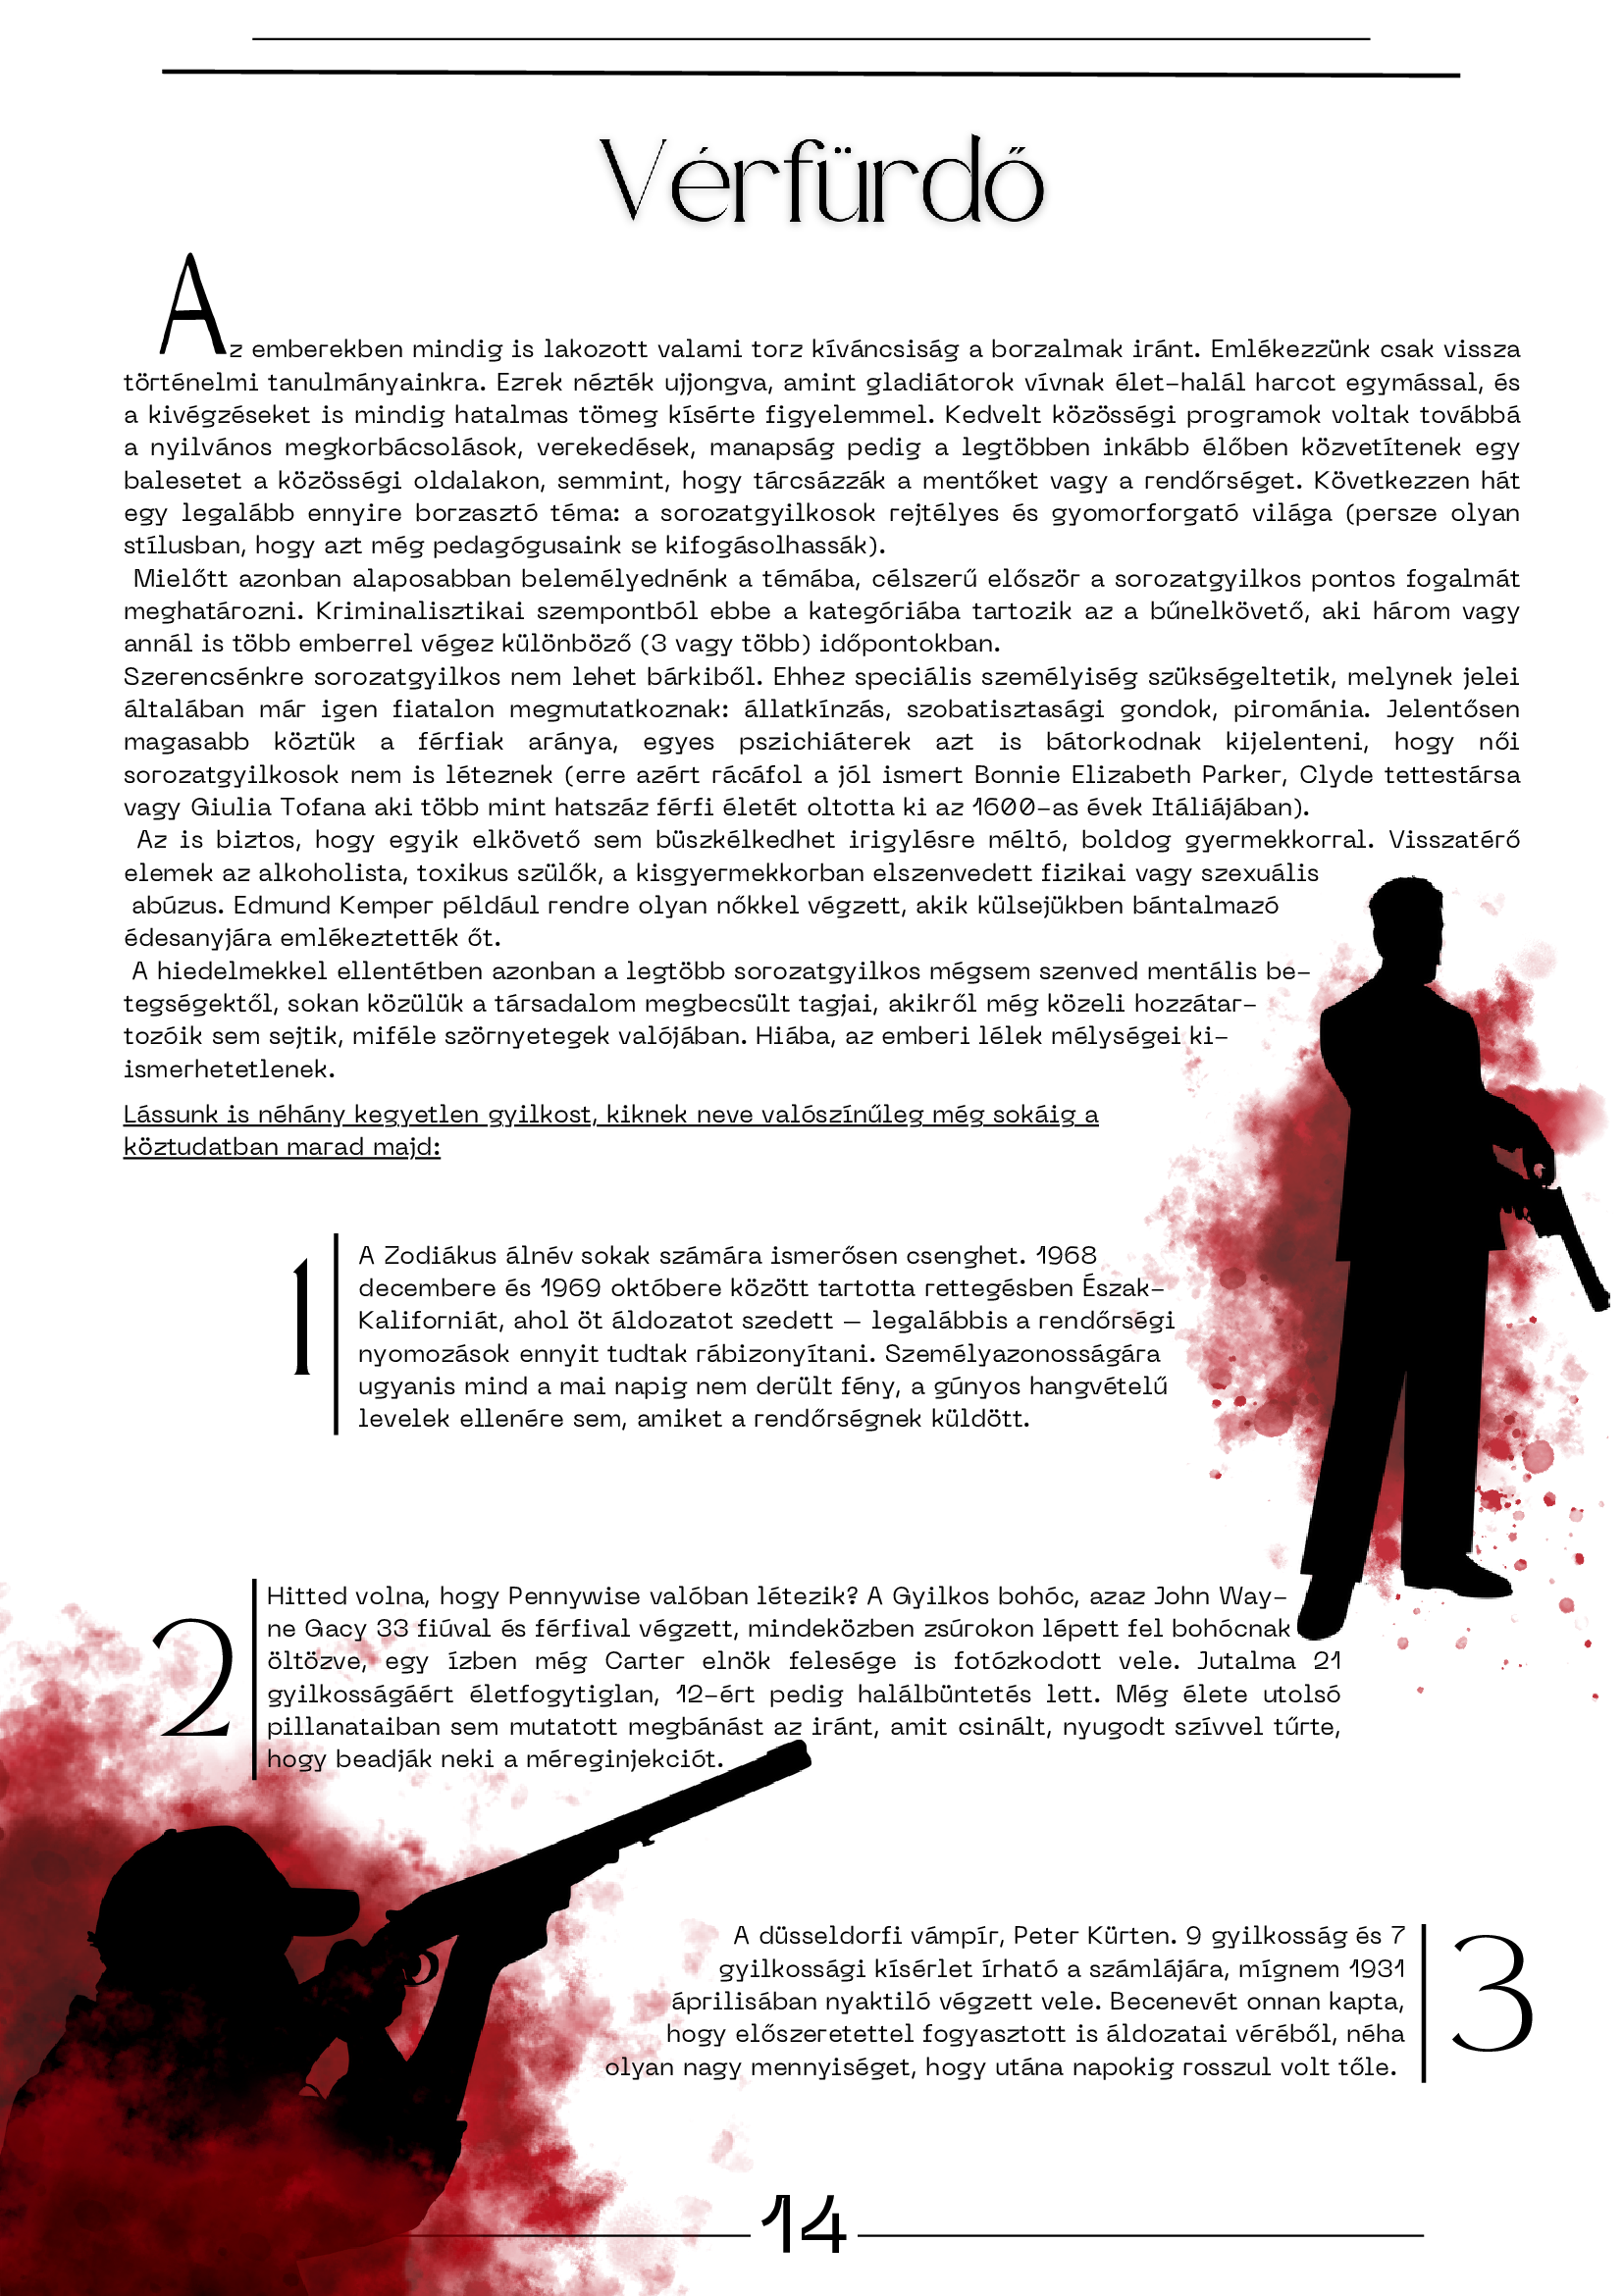 Vérfürdő
Az emberekben mindig is lakozott valami torz kíváncsiság a borzalmak iránt. Emlékezzünk csak vissza
történelmi tanulmányainkra. Ezrek nézték ujjongva, amint gladiátorok vívnak élet-halál harcot egymással, és
a kivégzéseket is mindig hatalmas tömeg kísérte figyelemmel. Kedvelt közösségi programok voltak továbbá
a nyilvános megkorbácsolások, verekedések, manapság pedig a legtöbben inkább élőben közvetítenek egy
balesetet a közösségi oldalakon, semmint, hogy tárcsázzák a mentőket vagy a rendőrséget. Következzen hát
egy legalább ennyire borzasztó téma: a sorozatgyilkosok rejtélyes és gyomorforgató világa (persze olyan
stílusban, hogy azt még pedagógusaink se kifogásolhassák).
Mielőtt azonban alaposabban belemélyednénk a témába, célszerű először a sorozatgyilkos pontos fogalmát
meghatározni. Kriminalisztikai szempontból ebbe a kategóriába tartozik az a bűnelkövető, aki három vagy
annál is több emberrel végez különböző (3 vagy több) időpontokban.
Szerencsénkre sorozatgyilkos nem lehet bárkiből. Ehhez speciális személyiség szükségeltetik, melynek jelei
általában már igen fiatalon megmutatkoznak: állatkínzás, szobatisztasági gondok, pirománia. Jelentősen
magasabb köztük a férfiak aránya, egyes pszichiáterek azt is bátorkodnak kijelenteni, hogy női
sorozatgyilkosok nem is léteznek (erre azért rácáfol a jól ismert Bonnie Elizabeth Parker, Clyde tettestársa
vagy Giulia Tofana aki több mint hatszáz férfi életét oltotta ki az 1600-as évek Itáliájában).
Az is biztos, hogy egyik elkövető sem büszkélkedhet irigylésre méltó, boldog gyermekkorral. Visszatérő
elemek az alkoholista, toxikus szülők, a kisgyermekkorban elszenvedett fizikai vagy szexuális
abúzus. Edmund Kemper például rendre olyan nőkkel végzett, akik külsejükben bántalmazó
édesanyjára emlékeztették őt.
A hiedelmekkel ellentétben azonban a legtöbb sorozatgyilkos mégsem szenved mentális be-
tegségektől, sokan közülük a társadalom megbecsült tagjai, akikről még közeli hozzátar-
tozóik sem sejtik, miféle szörnyetegek valójában. Hiába, az emberi lélek mélységei ki-
ismerhetetlenek.
Lássunk is néhány kegyetlen gyilkost, kiknek neve valószínűleg még sokáig a
köztudatban marad majd:
1
A Zodiákus álnév sokak számára ismerősen csenghet. 1968
decembere és 1969 októbere között tartotta rettegésben Észak-
Kaliforniát, ahol öt áldozatot szedett – legalábbis a rendőrségi
nyomozások ennyit tudtak rábizonyítani. Személyazonosságára
ugyanis mind a mai napig nem derült fény, a gúnyos hangvételű
levelek ellenére sem, amiket a rendőrségnek küldött.
2
Hitted volna, hogy Pennywise valóban létezik? A Gyilkos bohóc, azaz John Way-
ne Gacy 33 fiúval és férfival végzett, mindeközben zsúrokon lépett fel bohócnak
öltözve, egy ízben még Carter elnök felesége is fotózkodott vele. Jutalma 21
gyilkosságáért életfogytiglan, 12-ért pedig halálbüntetés lett. Még élete utolsó
pillanataiban sem mutatott megbánást az iránt, amit csinált, nyugodt szívvel tűrte,
hogy beadják neki a méreginjekciót.
A düsseldorfi vámpír, Peter Kürten. 9 gyilkosság és 7
gyilkossági kísérlet írható a számlájára, mígnem 1931
áprilisában nyaktiló végzett vele. Becenevét onnan kapta,
hogy előszeretettel fogyasztott is áldozatai véréből, néha
olyan nagy mennyiséget, hogy utána napokig rosszul volt tőle.
3
14